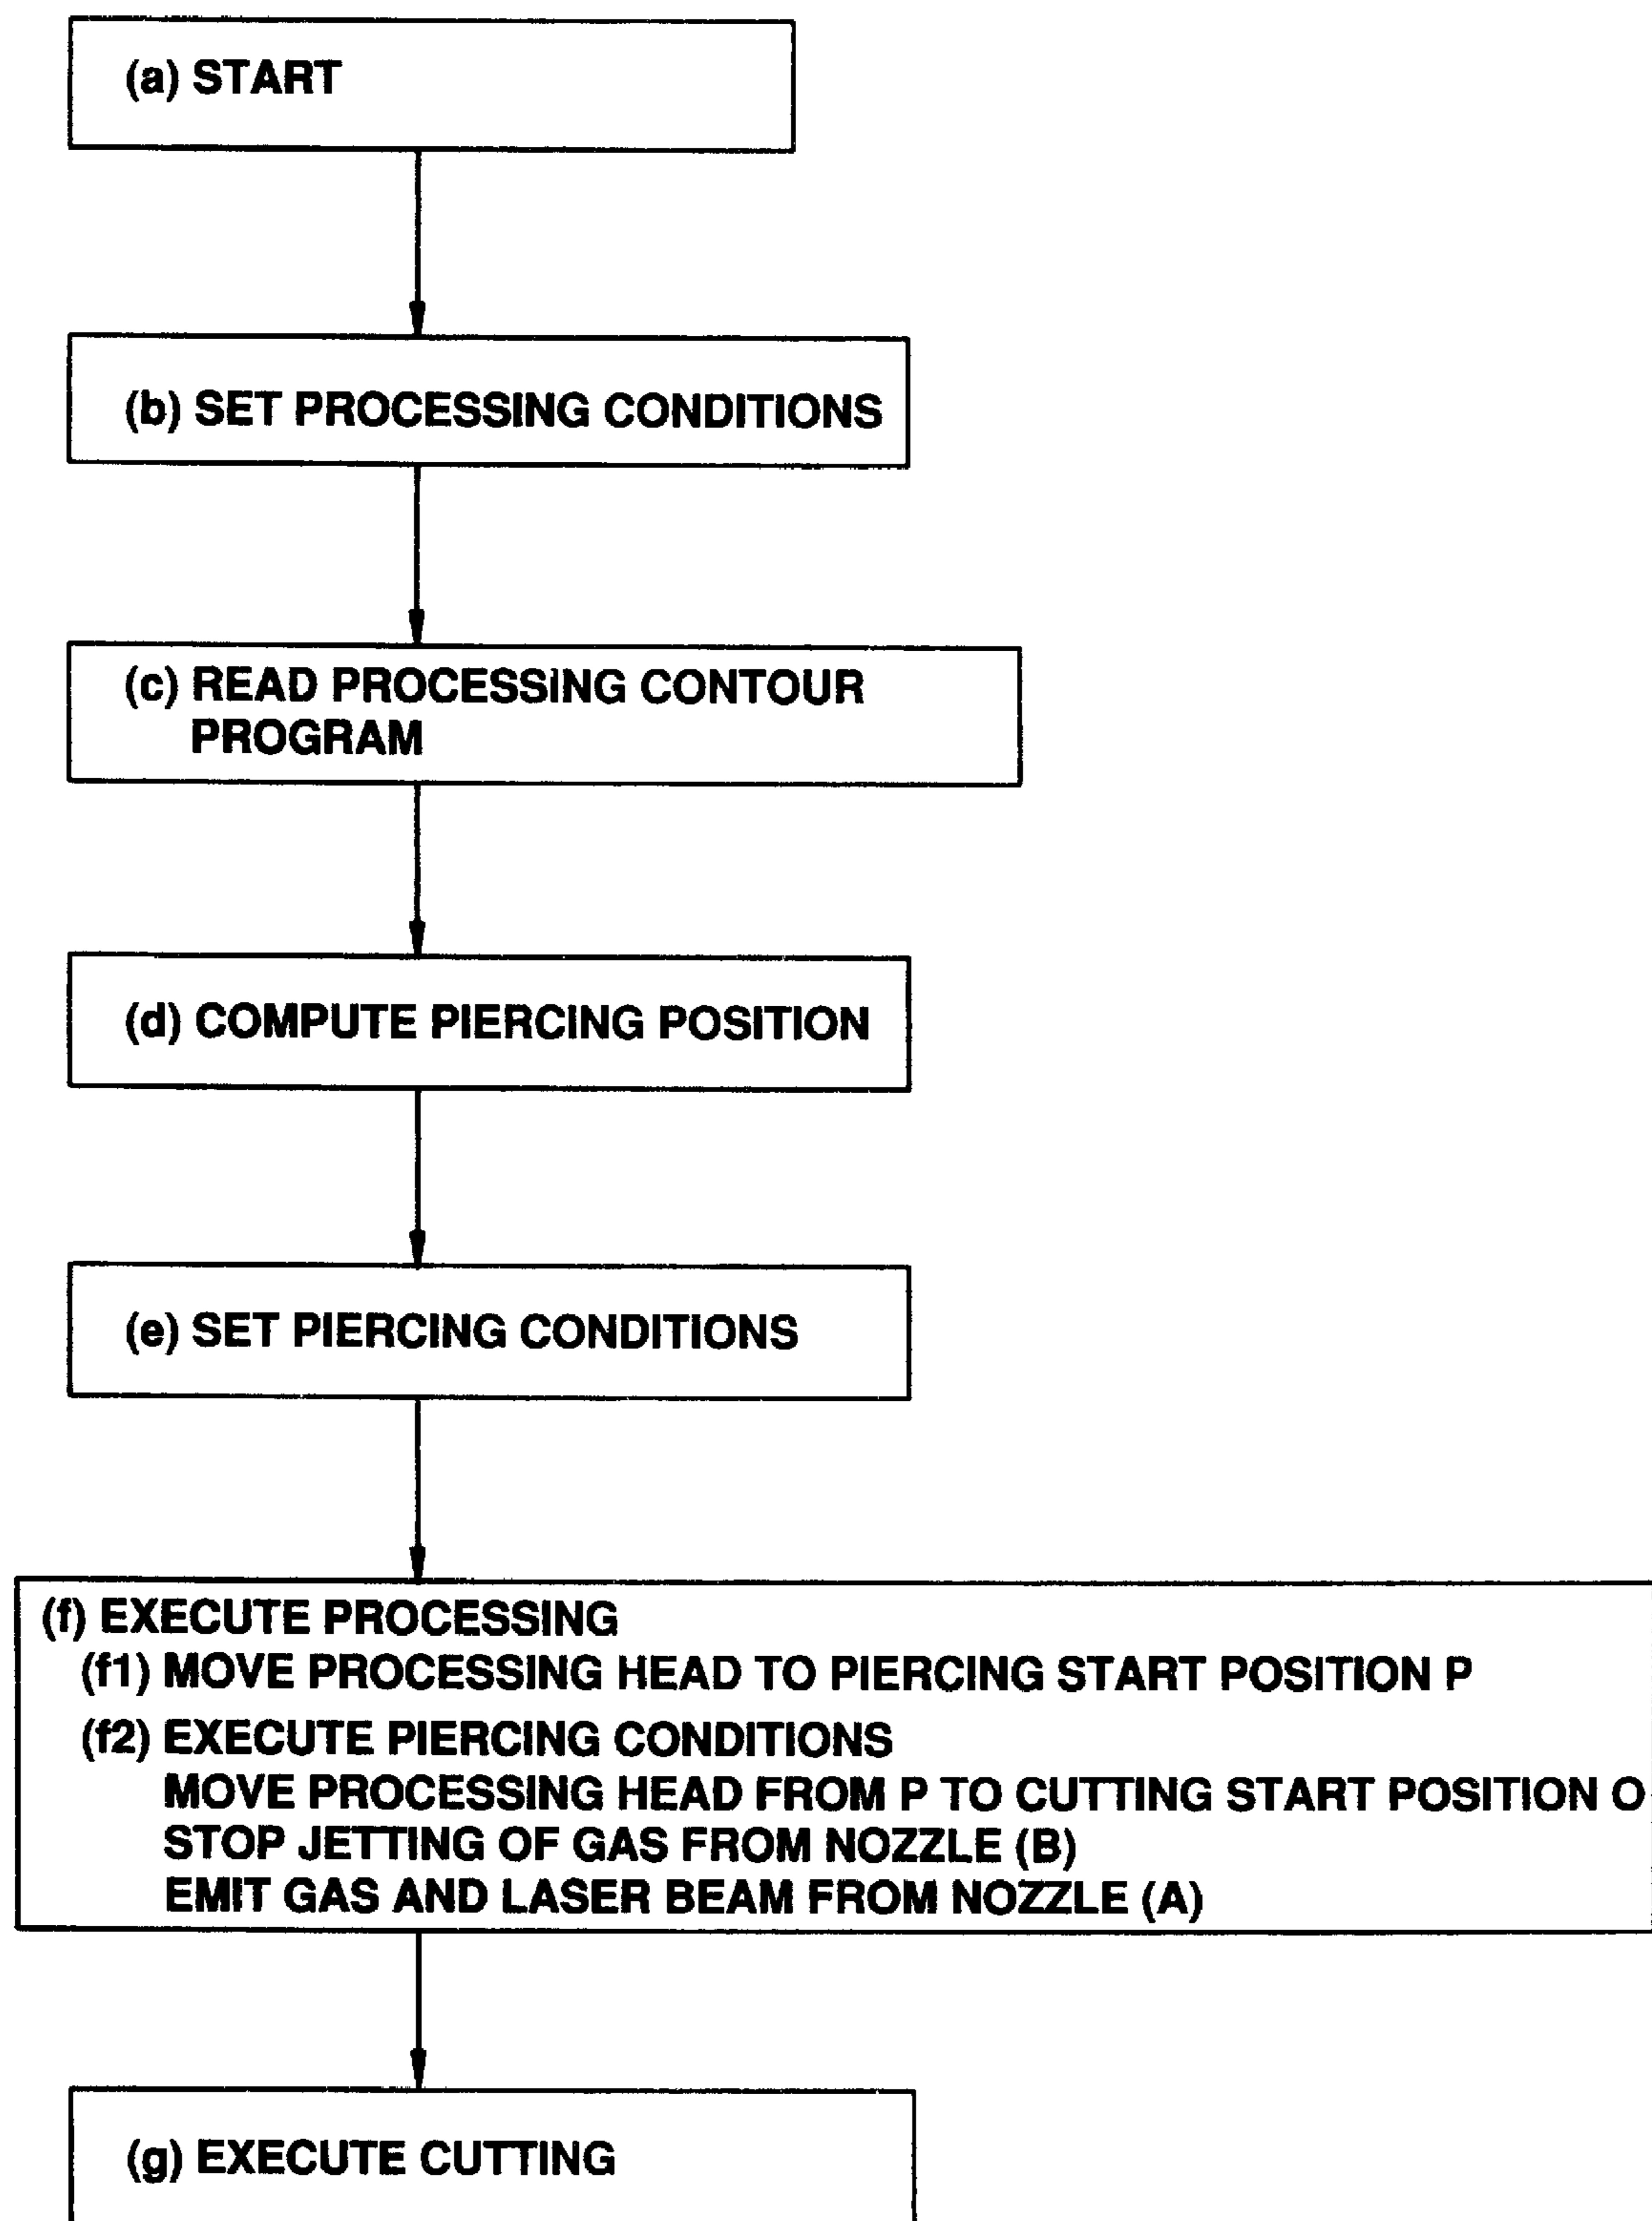 (a) START
(b) SET PROCESSING CONDITIONS
(c) READ PROCESSING CONTOUR
PROGRAM
(d) COMPUTE PIERCING POSITION
(e) SET PIERCING CONDITIONS
(f) EXECUTE PROCESSING
(f1) MOVE PROCESSING HEAD TO PIERCING START POSITION P
(f2) EXECUTE PIERCING CONDITIONS
MOVE PROCESSING HEAD FROM P TO CUTTING START POSITION O
STOP JETTING OF GAS FROM NOZZLE (B)
EMIT GAS AND LASER BEAM FROM NOZZLE (A)
(g) EXECUTE CUTTING